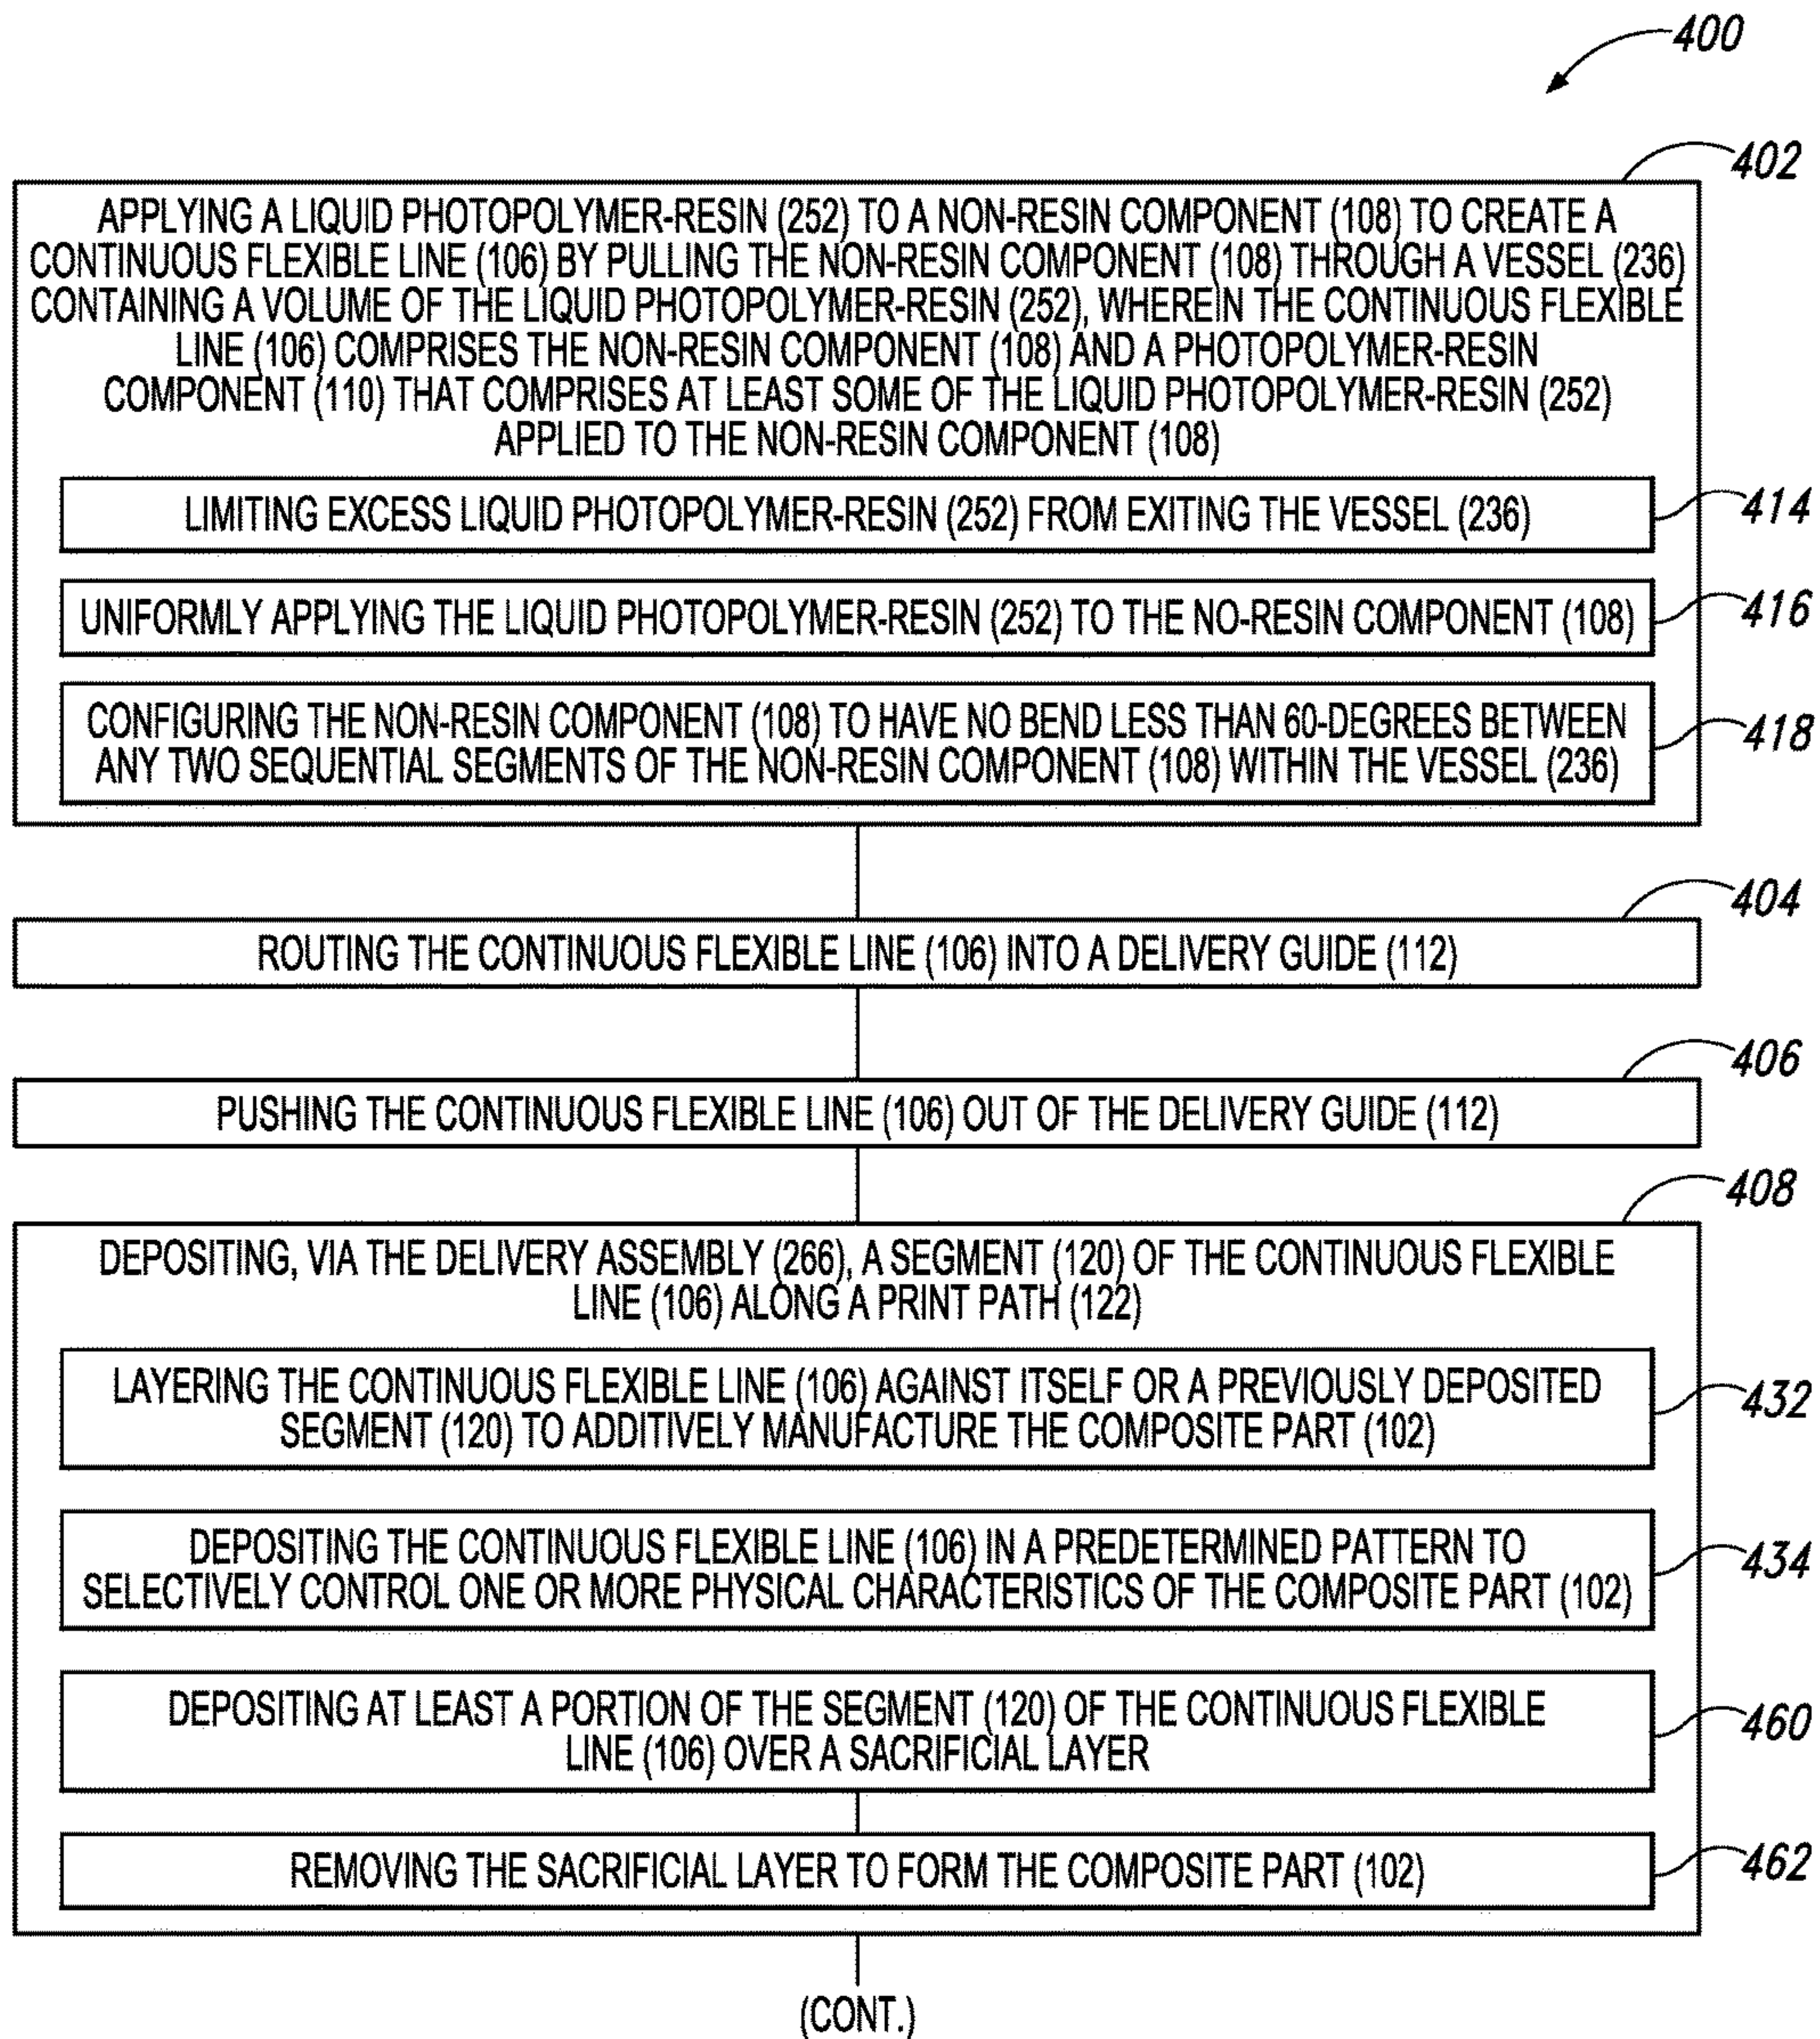 400
402
APPLYING A LIQUID PHOTOPOLYMER-RESIN (252) TO A NON-RESIN COMPONENT (108) TO CREATE A
CONTINUOUS FLEXIBLE LINE (106) BY PULLING THE NON-RESIN COMPONENT (108) THROUGH A VESSEL (236)
CONTAINING A VOLUME OF THE LIQUID PHOTOPOLYMER-RESIN (252), WHEREIN THE CONTINUOUS FLEXIBLE
LINE (106) COMPRISES THE NON-RESIN COMPONENT (108) AND A PHOTOPOLYMER-RESIN
COMPONENT (110) THAT COMPRISES AT LEAST SOME OF THE LIQUID PHOTOPOLYMER-RESIN (252)
APPLIED TO THE NON-RESIN COMPONENT (108)
LIMITING EXCESS LIQUID PHOTOPOLYMER-RESIN (252) FROM EXITING THE VESSEL (236)
414
UNIFORMLY APPLYING THE LIQUID PHOTOPOLYMER-RESIN (252) TO THE NO-RESIN COMPONENT (108)
416
CONFIGURING THE NON-RESIN COMPONENT (108) TO HAVE NO BEND LESS THAN 60-DEGREES BETWEEN
ANY TWO SEQUENTIAL SEGMENTS OF THE NON-RESIN COMPONENT (108) WITHIN THE VESSEL (236)
418
404
ROUTING THE CONTINUOUS FLEXIBLE LINE (106) INTO A DELIVERY GUIDE (112)
406
PUSHING THE CONTINUOUS FLEXIBLE LINE (106) OUT OF THE DELIVERY GUIDE (112)
408
DEPOSITING, VIA THE DELIVERY ASSEMBLY (266), A SEGMENT (120) OF THE CONTINUOUS FLEXIBLE
LINE (106) ALONG A PRINT PATH (122)
LAYERING THE CONTINUOUS FLEXIBLE LINE (106) AGAINST ITSELF OR A PREVIOUSLY DEPOSITED
SEGMENT (120) TO ADDITIVELY MANUFACTURE THE COMPOSITE PART (102)
432
DEPOSITING THE CONTINUOUS FLEXIBLE LINE (106) IN A PREDETERMINED PATTERN TO
SELECTIVELY CONTROL ONE OR MORE PHYSICAL CHARACTERISTICS OF THE COMPOSITE PART (102)
434
DEPOSITING AT LEAST A PORTION OF THE SEGMENT (120) OF THE CONTINUOUS FLEXIBLE
LINE (106) OVER A SACRIFICIAL LAYER
460
REMOVING THE SACRIFICIAL LAYER TO FORM THE COMPOSITE PART (102)
462
(CONT.)